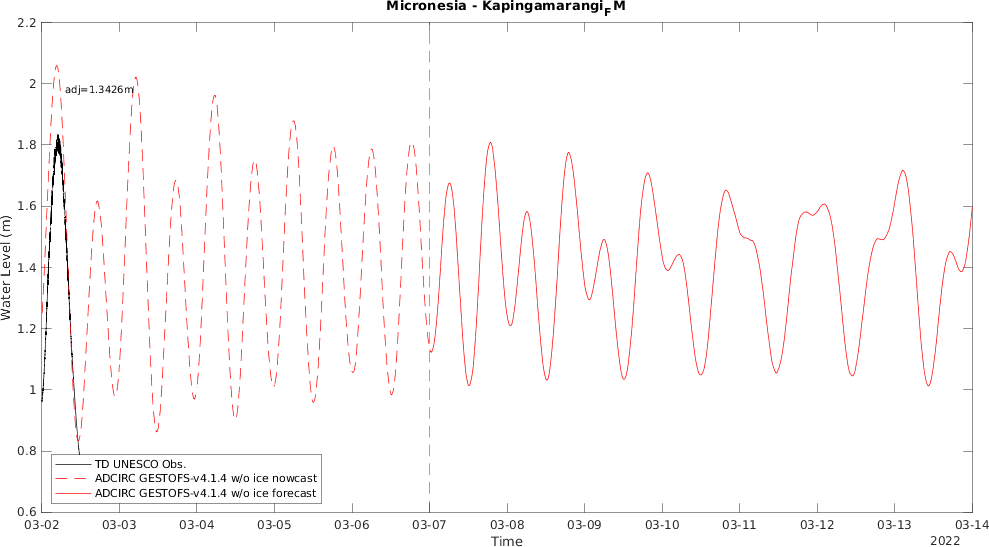 Micronesia - Kapingamarangi_FM
2.2
2
1.8
1.6
1.4
1.2
1
0.8
0.6
Water Level (m)
adj=1.3426m
TD UNESCO Obs.
ADCIRC GESTOFS-v4.1.4 w/o ice nowcast
ADCIRC GESTOFS-v4.1.4 w/o ice forecast
03-02 03-03 03-04 03-05 03-06 03-07 03-08 03-09 03-10 03-11 03-12 03-13 03-14
Time
2022